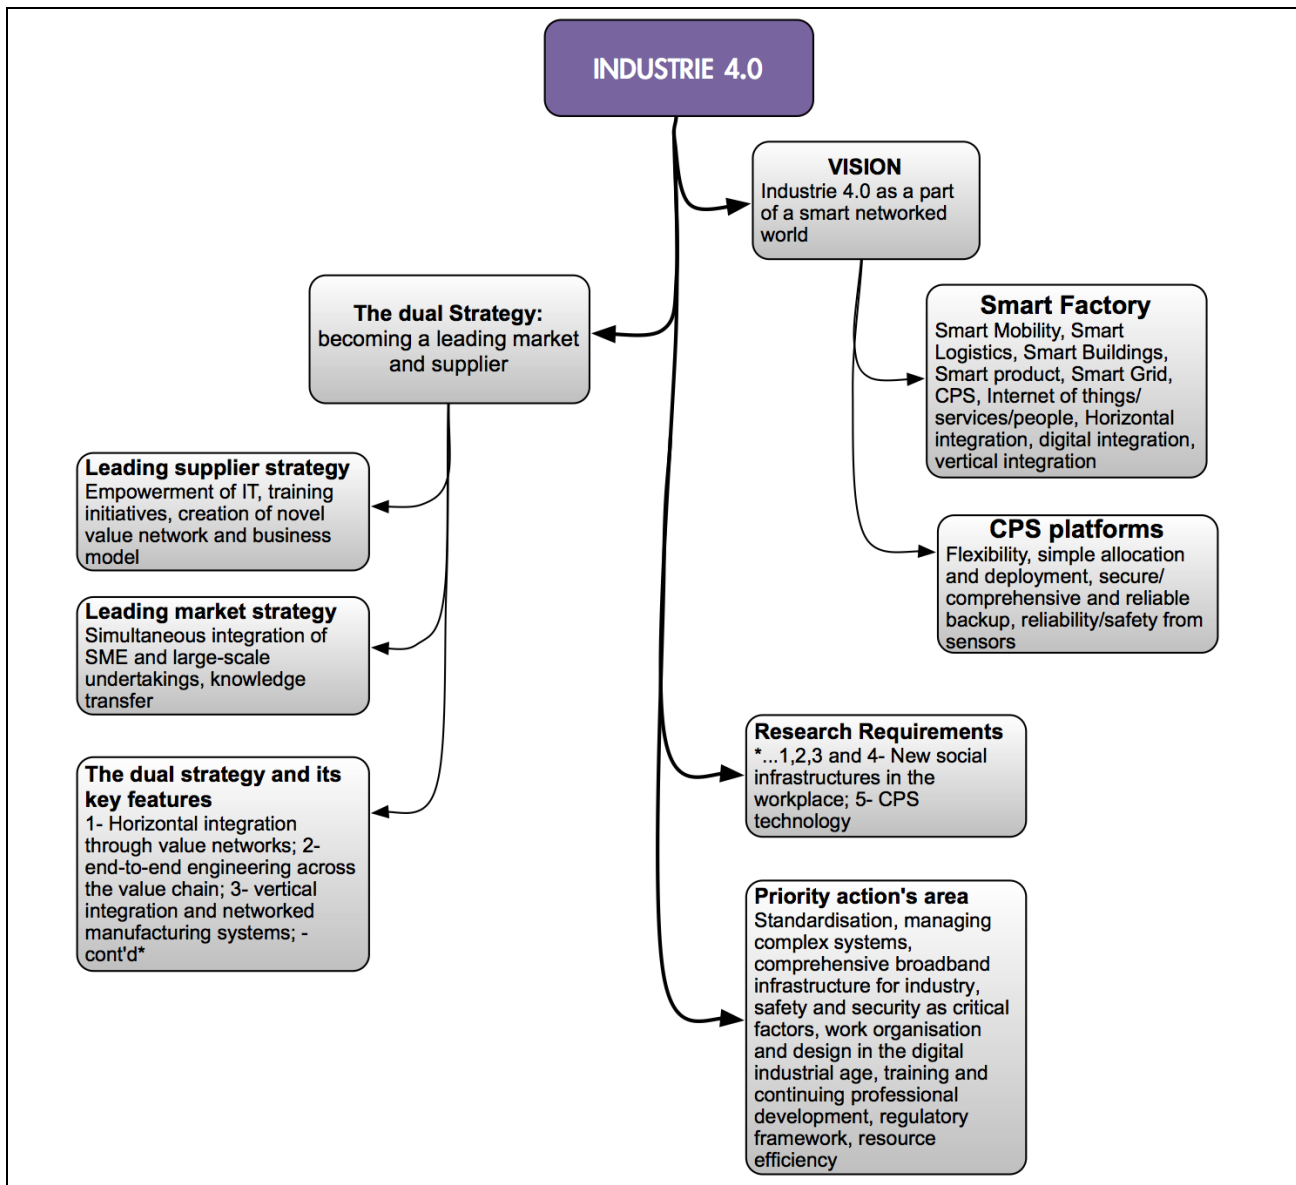 INDUSTRIE 4.0
VISION
Industrie 4.0 as a part
of a smart networked
world
The dual Strategy:
becoming a leading market
and supplier
Smart Factory
Smart Mobility, Smart
Logistics, Smart Buildings,
Smart product, Smart Grid,
CPS, Internet of things/
services/people, Horizontal
integration, digital integration,
vertical integration
Leading supplier strategy
Empowerment of IT, training
initiatives, creation of novel
value network and business
model
CPS platforms
Flexibility, simple allocation
and deployment, secure/
comprehensive and reliable
backup, reliability/safety from
sensors
Leading market strategy
Simultaneous integration of
SME and large-scale
undertakings, knowledge
transfer
Research Requirements
*...1,2,3 and 4- New social
infrastructures in the
workplace; 5- CPS
technology
The dual strategy and its
key features
1- Horizontal integration
through value networks; 2-
end-to-end engineering across
the value chain; 3- vertical
integration and networked
manufacturing systems; -
cont'd*
Priority action's area
Standardisation, managing
complex systems,
comprehensive broadband
infrastructure for industry,
safety and security as critical
factors, work organisation
and design in the digital
industrial age, training and
continuing professional
development, regulatory
framework, resource
efficiency